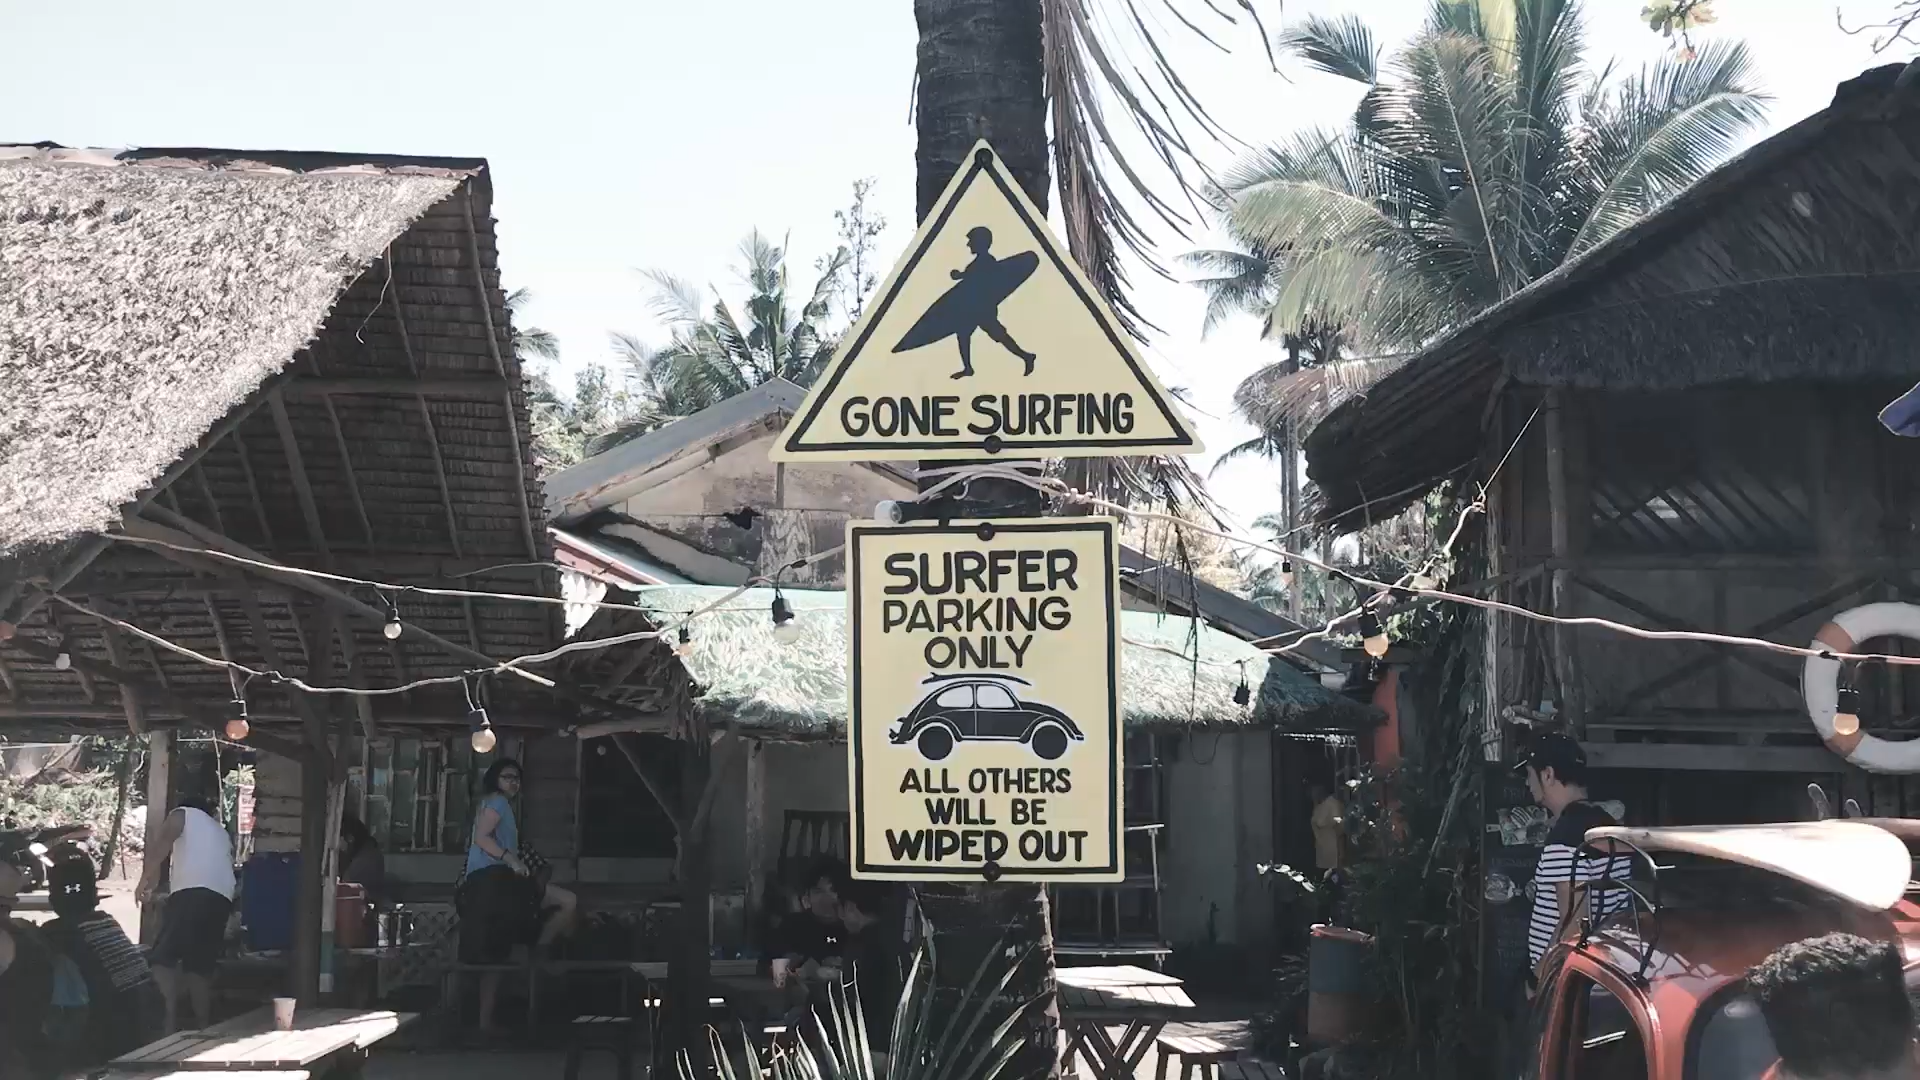 GONE SURFING
SURFER
PARKING
ONLY
ALL OTHERS
WILL BE
WIPED OUT